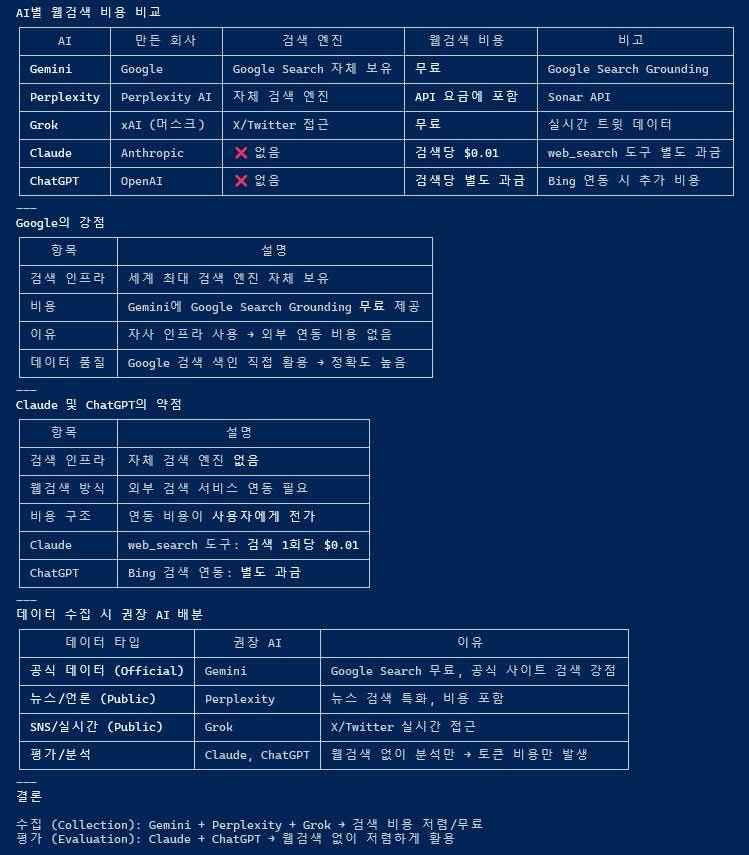 AI별 웹검색 비용 비교
AI 만든 회사 검색 엔진 웹검색 비용 비고
Gemini Google Google Search 자체 보유 무료 Google Search Grounding
Perplexity Perplexity AI 자체 검색 엔진 API 요금에 포함 Sonar API
Grok xAI (머스크) X/Twitter 접근 무료 실시간 트윗 데이터
Claude Anthropic ❌ 없음 검색당 $0.01 web_search 도구 별도 과금
ChatGPT OpenAI ❌ 없음 검색당 별도 과금 Bing 연동 시 추가 비용
---
Google의 강점
항목 설명
검색 인프라 세계 최대 검색 엔진 자체 보유
비용 Gemini에 Google Search Grounding 무료 제공
이유 자사 인프라 사용 → 외부 연동 비용 없음
데이터 품질 Google 검색 색인 직접 활용 → 정확도 높음
---
Claude 및 ChatGPT의 약점
항목 설명
검색 인프라 자체 검색 엔진 없음
웹검색 방식 외부 검색 서비스 연동 필요
비용 구조 연동 비용이 사용자에게 전가
Claude web_search 도구: 검색 1회당 $0.01
ChatGPT Bing 검색 연동: 별도 과금
---
데이터 수집 시 권장 AI 배분
데이터 타입 권장 AI 이유
공식 데이터 (Official) Gemini Google Search 무료, 공식 사이트 검색 강점
뉴스/언론 (Public) Perplexity 뉴스 검색 특화, 비용 포함
SNS/실시간 (Public) Grok X/Twitter 실시간 접근
평가/분석 Claude, ChatGPT 웹검색 없이 분석만 → 토큰 비용만 발생
---
결론
수집 (Collection): Gemini + Perplexity + Grok → 검색 비용 저렴/무료
평가 (Evaluation): Claude + ChatGPT → 웹검색 없이 저렴하게 활용